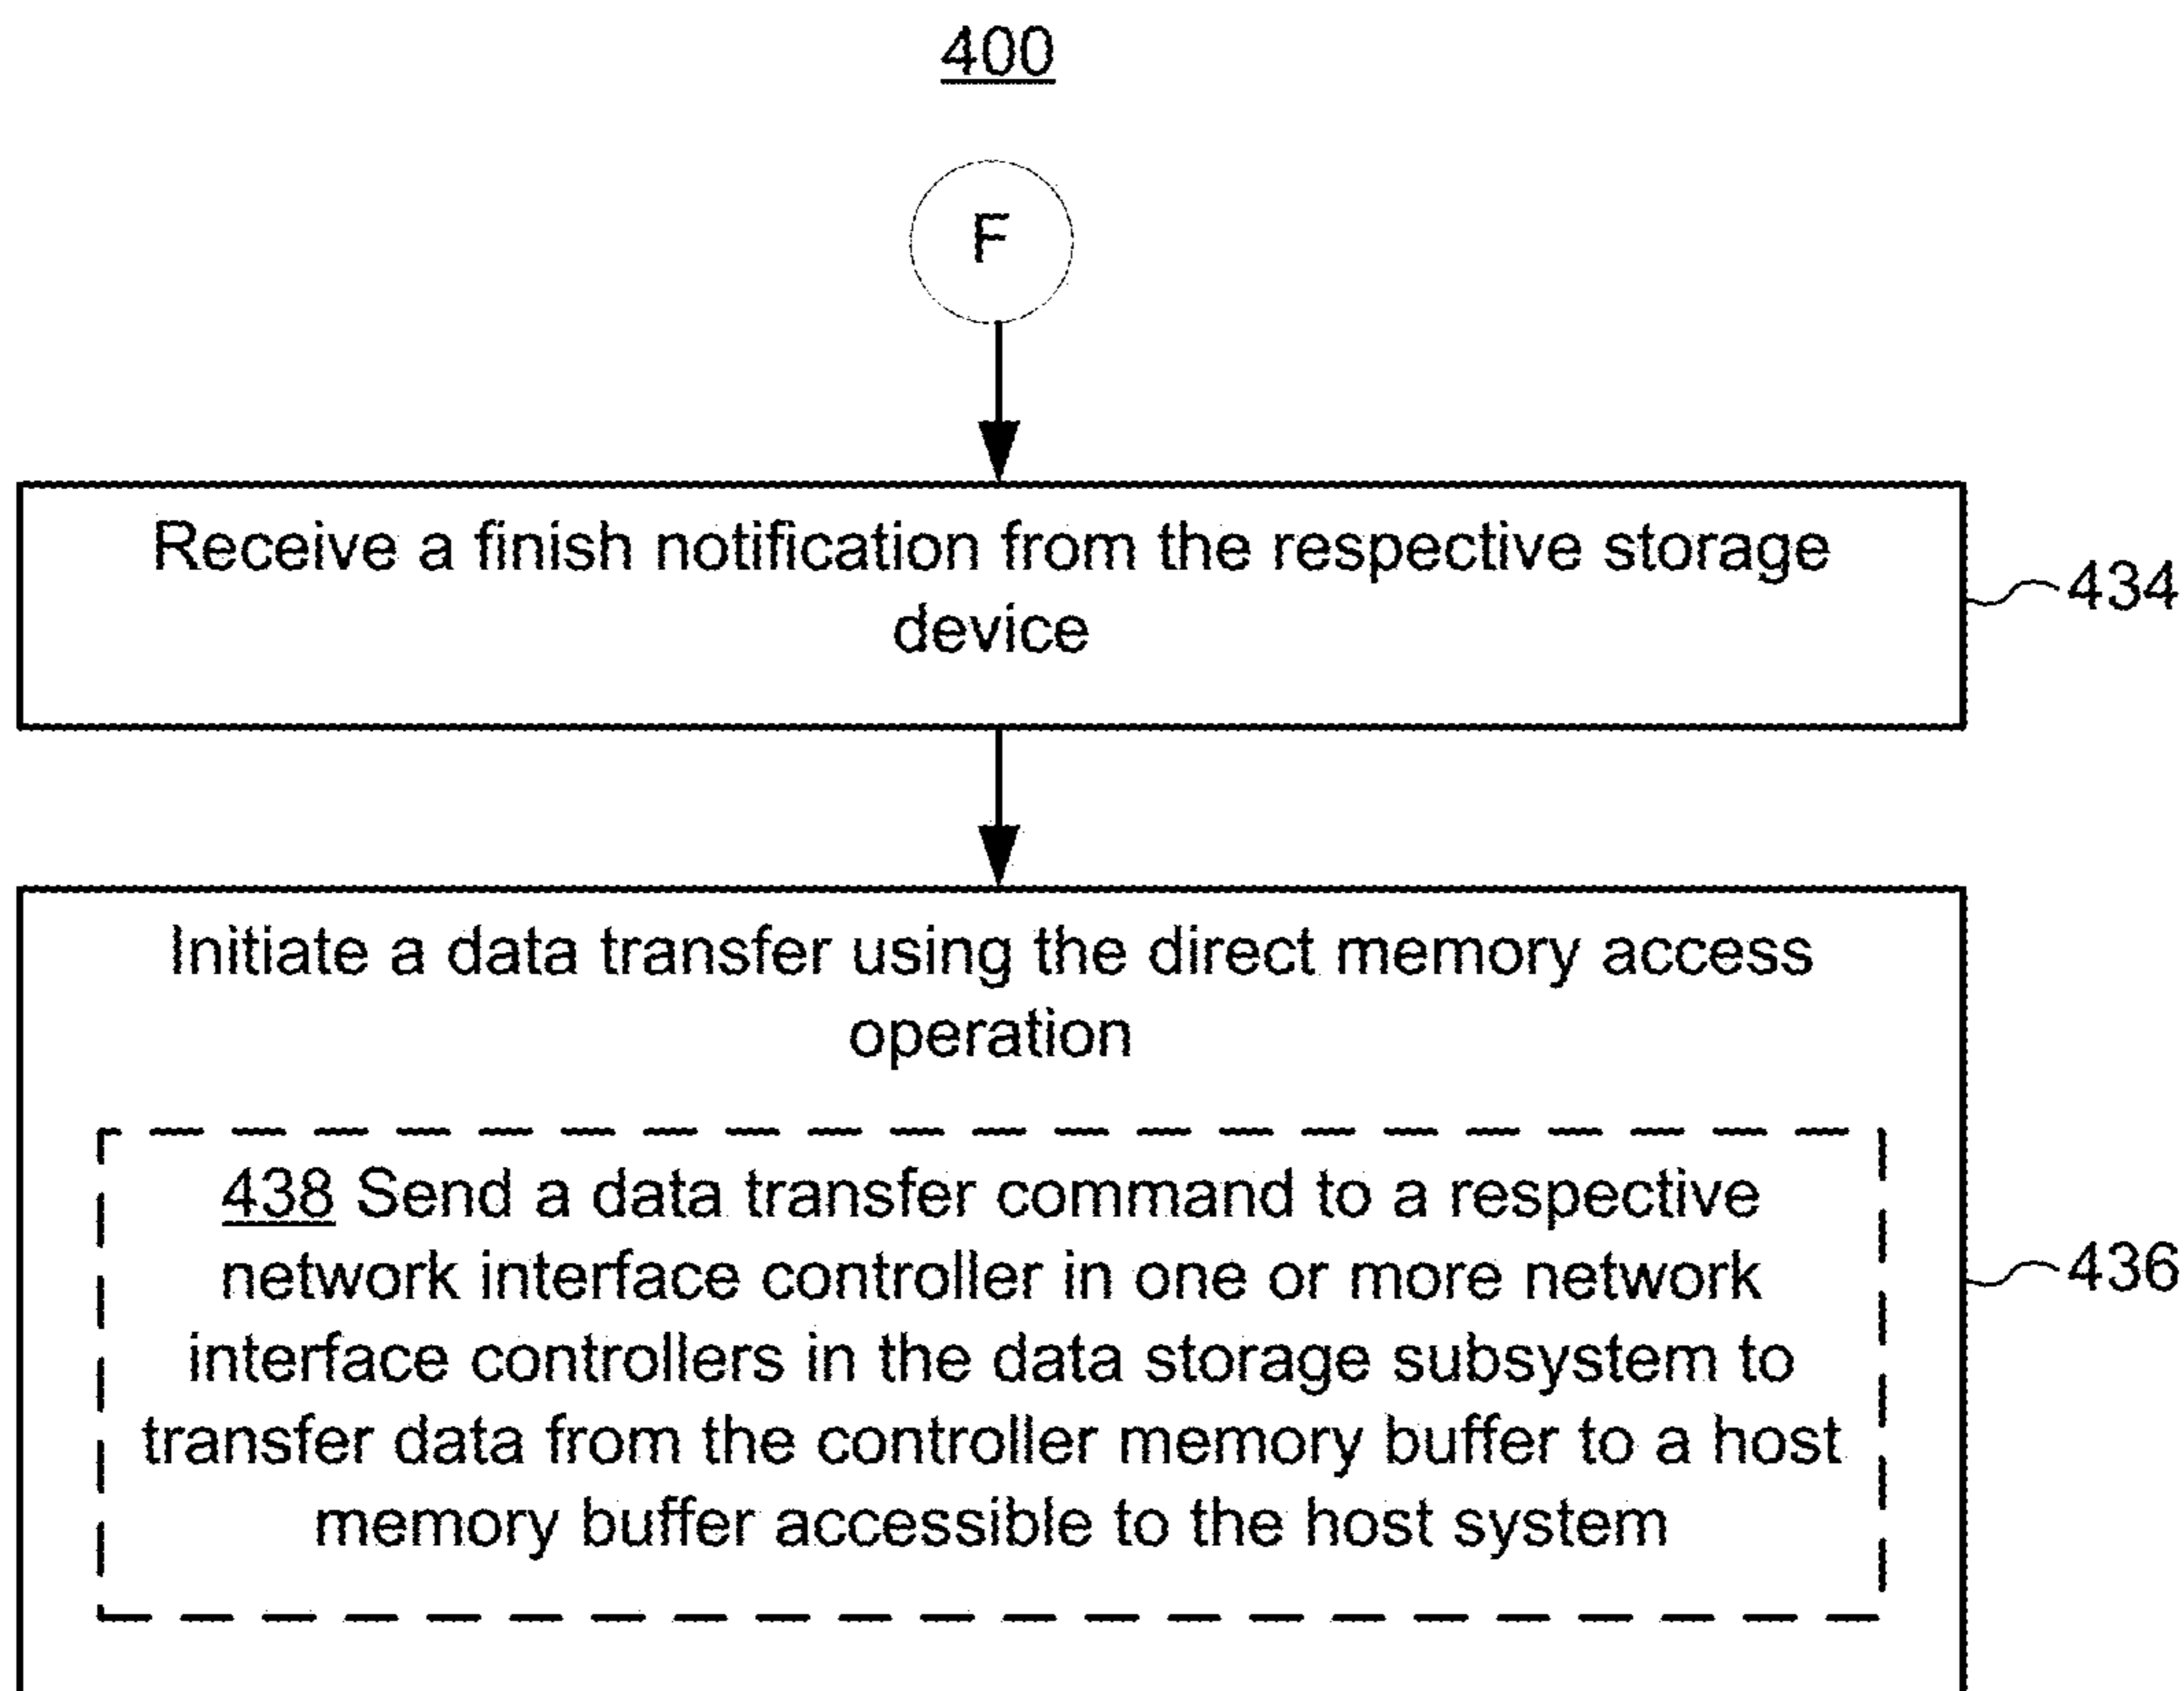 400
F
Receive a finish notification from the respective storage
device
434
Initiate a data transfer using the direct memory access
operation
438 Send a data transfer command to a respective
network interface controller in one or more network
interface controllers in the data storage subsystem to
transfer data from the controller memory buffer to a host
memory buffer accessible to the host system
436